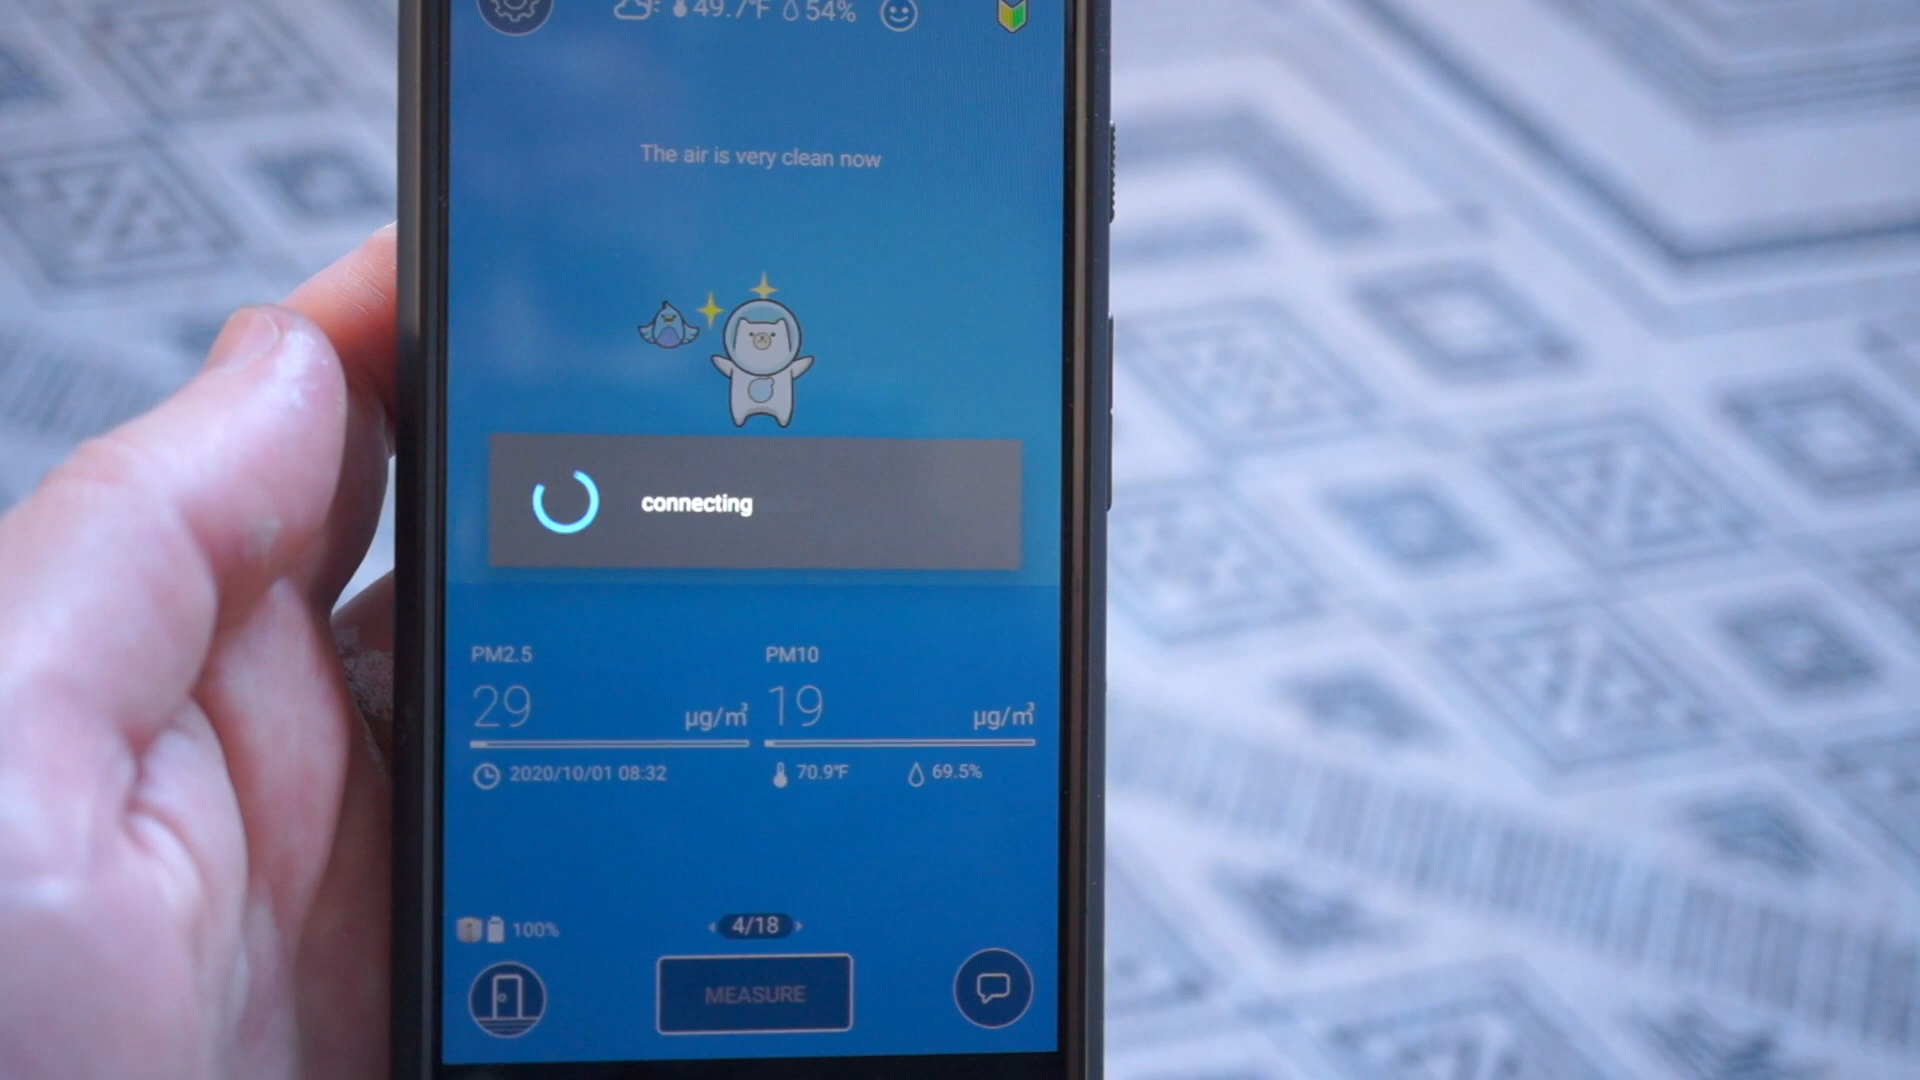 49.7°F 54%
The air is very clean now
connecting
PM2.5 PM10
29 µg/m³ 19 µg/m³
2020/10/01 08:32 70.9°F 69.5%
100% 4/18
MEASURE